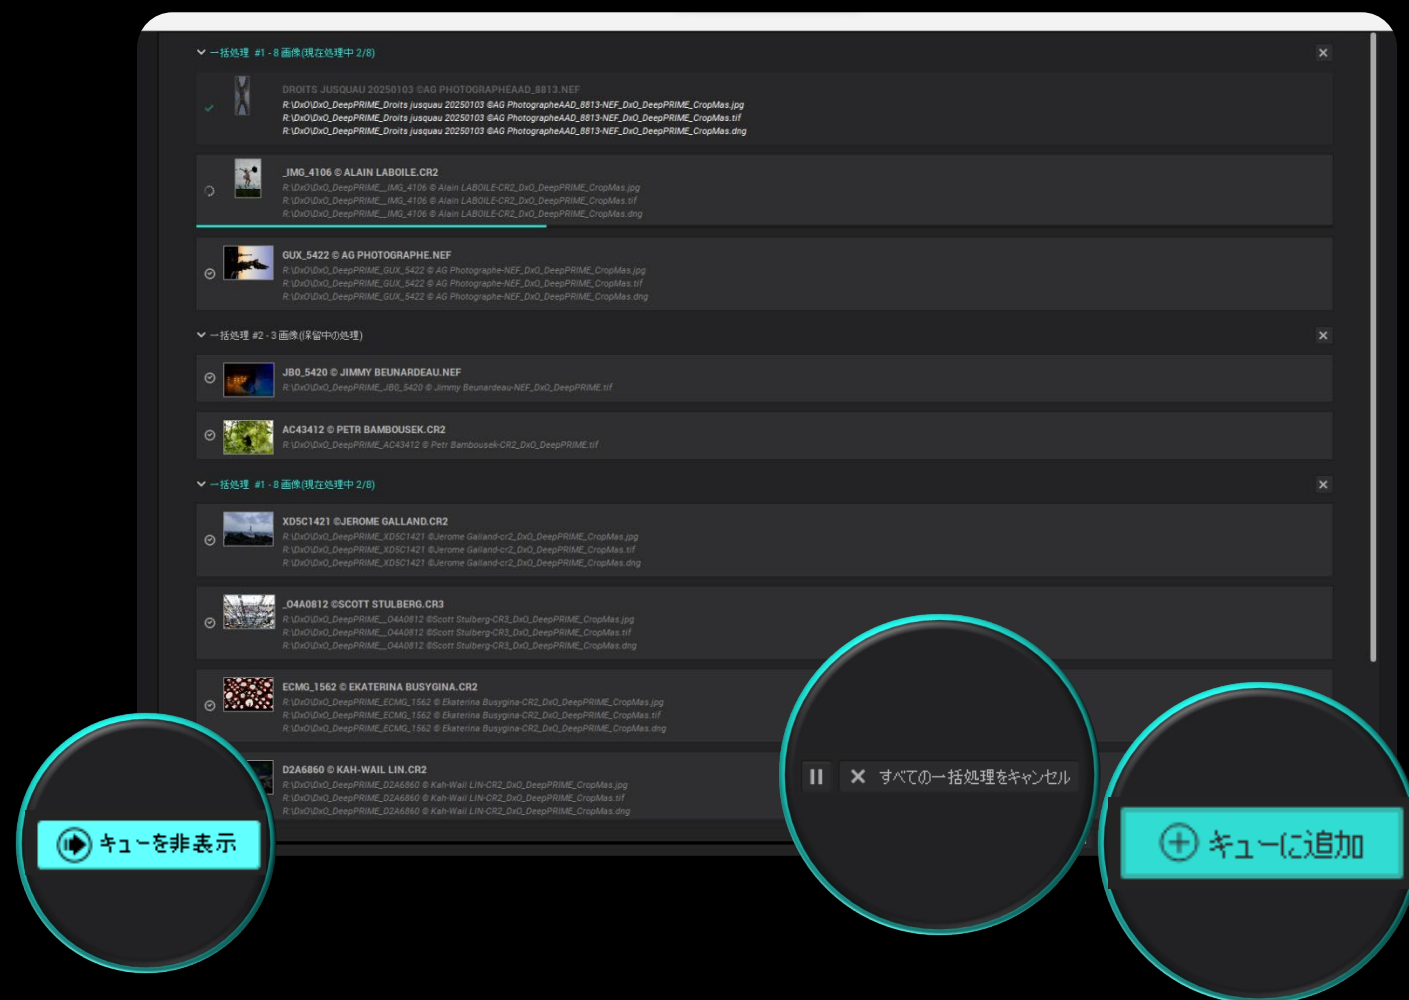 一括処理 #1 - 8 画像(現在処理中 2/8)
DROITS JUSQUAU 20250103 ©AG PHOTOGRAPHEAAD_8813.NEF
R:\DxO\DxO_DeepPRIME_Droits jusquau 20250103 ©AG PhotographeAAD_8813-NEF_DxO_DeepPRIME_CropMas.jpg
R:\DxO\DxO_DeepPRIME_Droits jusquau 20250103 ©AG PhotographeAAD_8813-NEF_DxO_DeepPRIME_CropMas.tif
R:\DxO\DxO_DeepPRIME_Droits jusquau 20250103 ©AG PhotographeAAD_8813-NEF_DxO_DeepPRIME_CropMas.dng
_IMG_4106 © ALAIN LABOILE.CR2
R:\DxO\DxO_DeepPRIME__IMG_4106 © Alain LABOILE-CR2_DxO_DeepPRIME_CropMas.jpg
R:\DxO\DxO_DeepPRIME__IMG_4106 © Alain LABOILE-CR2_DxO_DeepPRIME_CropMas.tif
R:\DxO\DxO_DeepPRIME__IMG_4106 © Alain LABOILE-CR2_DxO_DeepPRIME_CropMas.dng
GUX_5422 © AG PHOTOGRAPHE.NEF
R:\DxO\DxO_DeepPRIME_GUX_5422 © AG Photographe-NEF_DxO_DeepPRIME_CropMas.jpg
R:\DxO\DxO_DeepPRIME_GUX_5422 © AG Photographe-NEF_DxO_DeepPRIME_CropMas.tif
R:\DxO\DxO_DeepPRIME_GUX_5422 © AG Photographe-NEF_DxO_DeepPRIME_CropMas.dng
一括処理 #2 - 3 画像(保留中の処理)
JB0_5420 © JIMMY BEUNARDEAU.NEF
R:\DxO\DxO_DeepPRIME_JB0_5420 © Jimmy Beunardeau-NEF_DxO_DeepPRIME.tif
AC43412 © PETR BAMBOUSEK.CR2
R:\DxO\DxO_DeepPRIME_AC43412 © Petr Bambousek-CR2_DxO_DeepPRIME.tif
一括処理 #1 - 8 画像(現在処理中 2/8)
XD5C1421 ©JEROME GALLAND.CR2
R:\DxO\DxO_DeepPRIME_XD5C1421 ©Jerome Galland-cr2_DxO_DeepPRIME_CropMas.jpg
R:\DxO\DxO_DeepPRIME_XD5C1421 ©Jerome Galland-cr2_DxO_DeepPRIME_CropMas.tif
R:\DxO\DxO_DeepPRIME_XD5C1421 ©Jerome Galland-cr2_DxO_DeepPRIME_CropMas.dng
_O4A0812 ©SCOTT STULBERG.CR3
R:\DxO\DxO_DeepPRIME__O4A0812 ©Scott Stulberg-CR3_DxO_DeepPRIME_CropMas.jpg
R:\DxO\DxO_DeepPRIME__O4A0812 ©Scott Stulberg-CR3_DxO_DeepPRIME_CropMas.tif
R:\DxO\DxO_DeepPRIME__O4A0812 ©Scott Stulberg-CR3_DxO_DeepPRIME_CropMas.dng
ECMG_1562 © EKATERINA BUSYGINA.CR2
R:\DxO\DxO_DeepPRIME_ECMG_1562 © Ekaterina Busygina-CR2_DxO_DeepPRIME_CropMas.jpg
R:\DxO\DxO_DeepPRIME_ECMG_1562 © Ekaterina Busygina-CR2_DxO_DeepPRIME_CropMas.tif
R:\DxO\DxO_DeepPRIME_ECMG_1562 © Ekaterina Busygina-CR2_DxO_DeepPRIME_CropMas.dng
D2A6860 © KAH-WAIL LIN.CR2
R:\DxO\DxO_DeepPRIME_D2A6860 © Kah-Wail LIN-CR2_DxO_DeepPRIME_CropMas.jpg
R:\DxO\DxO_DeepPRIME_D2A6860 © Kah-Wail LIN-CR2_DxO_DeepPRIME_CropMas.tif
R:\DxO\DxO_DeepPRIME_D2A6860 © Kah-Wail LIN-CR2_DxO_DeepPRIME_CropMas.dng
すべての一括処理をキャンセル
キューを非表示
キューに追加